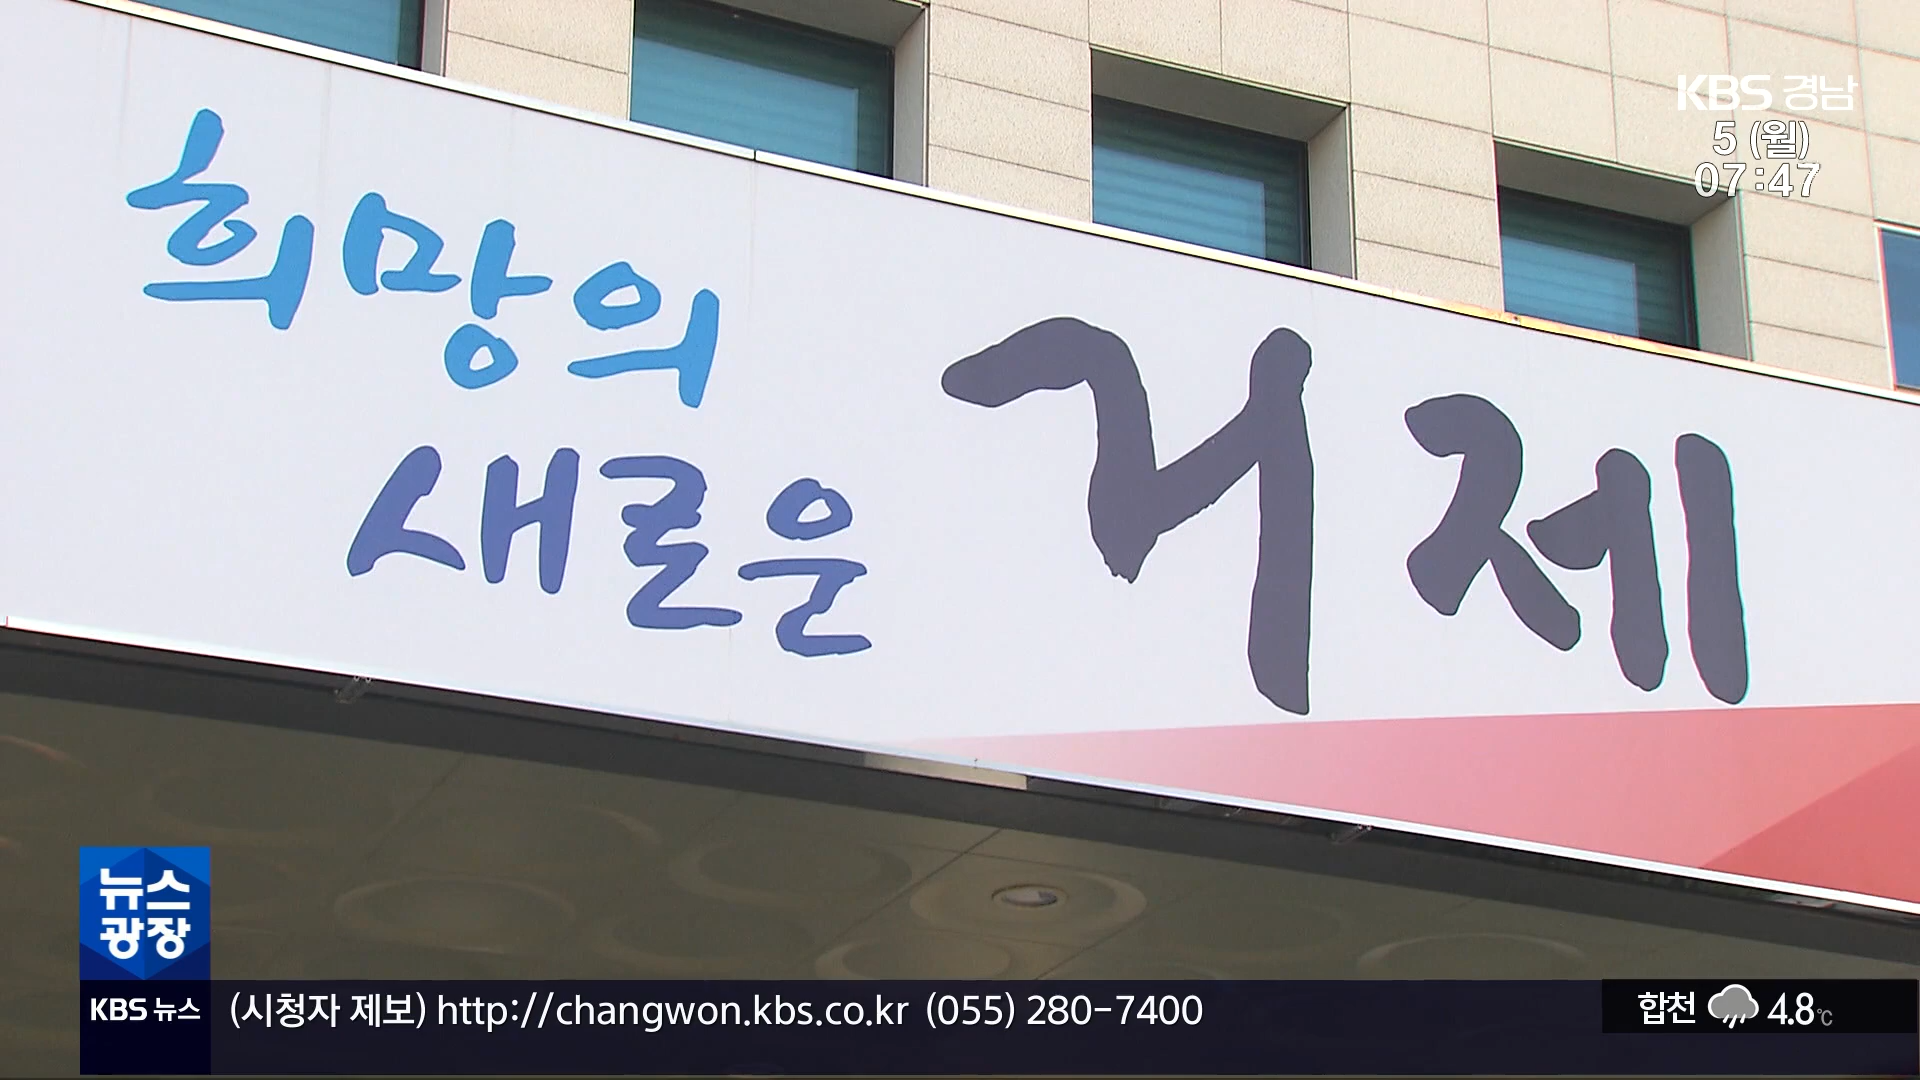 KBS 경남
5 (월)
07:47
희망의
새로운 거제
뉴스
광장
KBS 뉴스
(시청자 제보) http://changwon.kbs.co.kr (055) 280-7400
합천 4.8℃